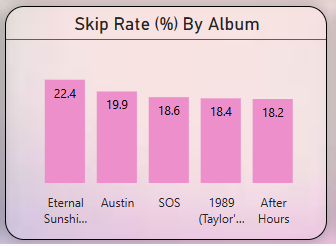 Skip Rate (%) By Album
22.4
19.9
18.6
18.4
18.2
Eternal
Sunshi...
Austin
SOS
1989
(Taylor'...
After
Hours